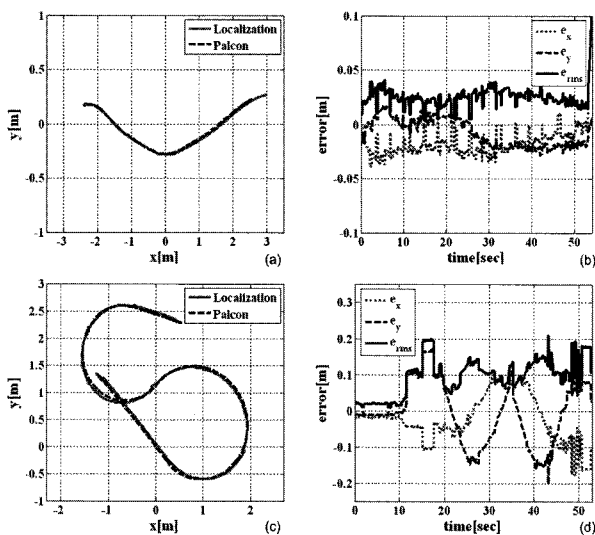 1
0.5
0
-0.5
-1
y[m]
-3 -2 -1 0 1 2 3
x[m]
Localization
Palcon
(a)
0.1
0.05
0
-0.05
-0.1
error[m]
0 10 20 30 40 50
time[sec]
e_x
e_y
e_rms
(b)
3
2.5
2
1.5
1
0.5
0
-0.5
-1
y[m]
-2 -1 0 1 2
x[m]
Localization
Palcon
(c)
0.3
0.2
0.1
0
-0.1
-0.2
error[m]
0 10 20 30 40 50
time[sec]
e_x
e_y
e_rms
(d)